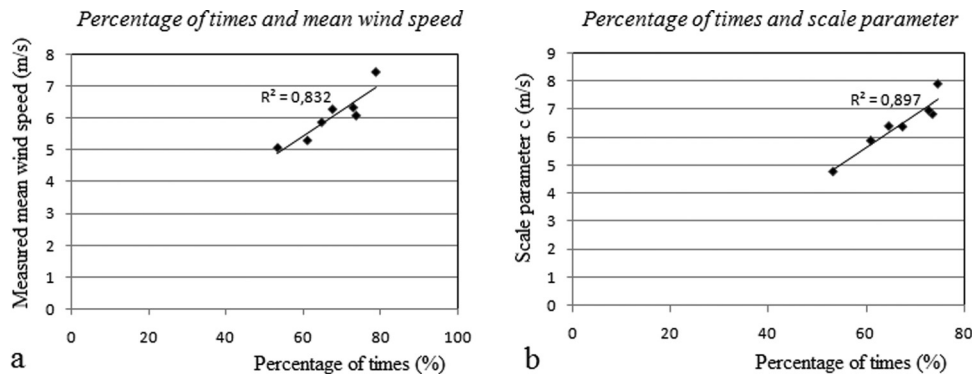 Percentage of times and mean wind speed
Measured mean wind speed (m/s)
8
7
6
5
4
3
2
1
0
R² = 0,832
0 20 40 60 80 100
Percentage of times (%)
a
Percentage of times and scale parameter
Scale parameter c (m/s)
9
8
7
6
5
4
3
2
1
0
R² = 0,897
0 20 40 60 80
Percentage of times (%)
b